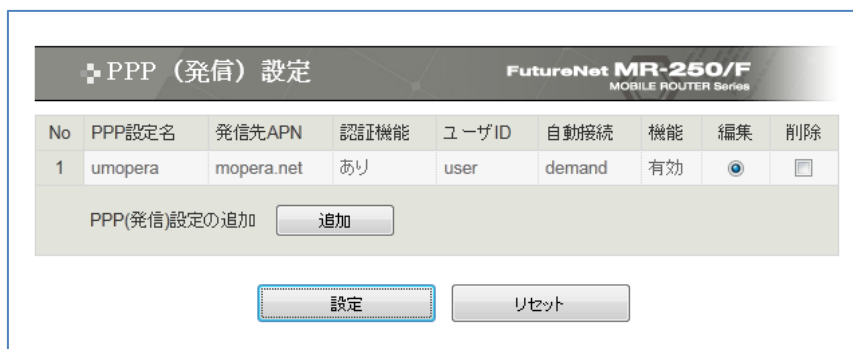 PPP（発信）設定
FutureNet MR-250/F
MOBILE ROUTER Series
No PPP設定名 発信先APN 認証機能 ユーザID 自動接続 機能 編集 削除
1 umopera mopera.net あり user demand 有効
PPP(発信)設定の追加 追加
設定 リセット